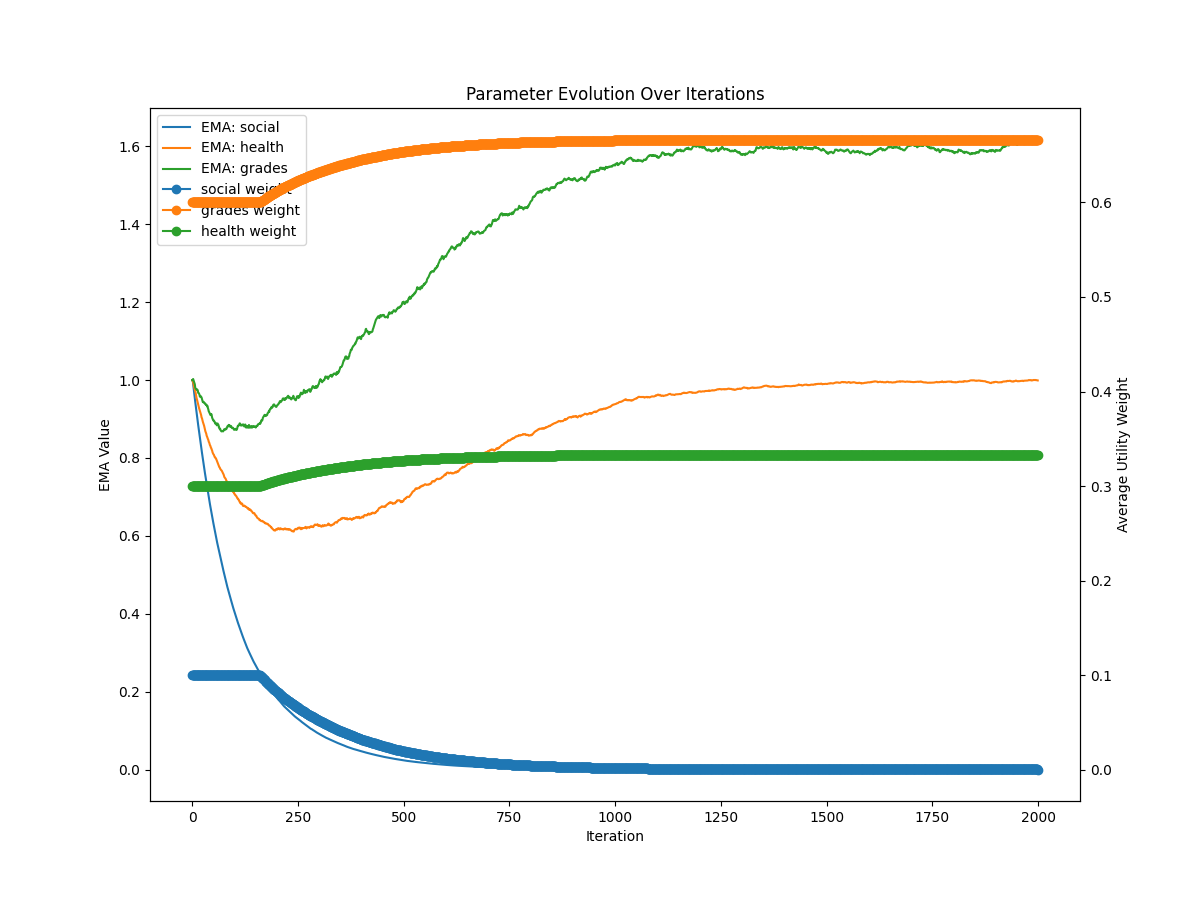 Parameter Evolution Over Iterations
EMA: social
EMA: health
EMA: grades
social weight
grades weight
health weight
1.6
1.4
1.2
1.0
0.8
0.6
0.4
0.2
0.0
EMA Value
0.6
0.5
0.4
0.3
0.2
0.1
0.0
Average Utility Weight
0 250 500 750 1000 1250 1500 1750 2000
Iteration